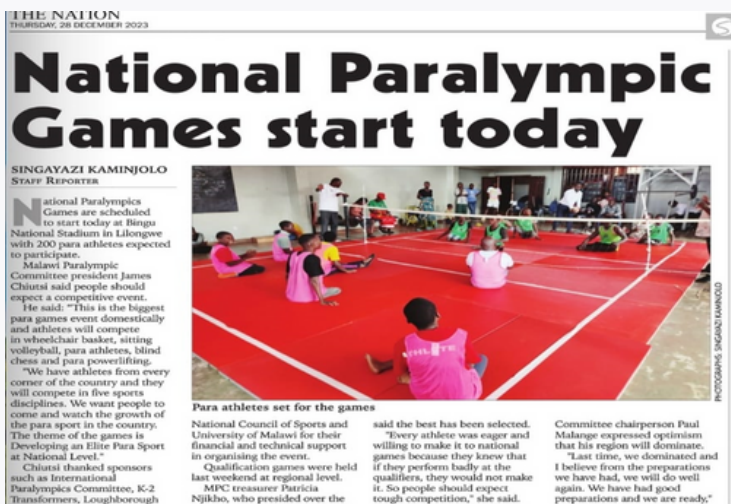 THE NATION
THURSDAY, 28 DECEMBER 2023
National Paralympic
Games start today
SINGAYAZI KAMINJOLO
STAFF REPORTER
National Paralympics
Games are scheduled
to start today at Bingu
National Stadium in Lilongwe
with 200 para athletes expected
to participate.
Malawi Paralympic
Committee president James
Chiutsi said people should
expect a competitive event.
He said: "This is the biggest
para games event domestically
and athletes will compete
in wheelchair basket, sitting
volleyball, para athletes, blind
chess and para powerlifting.
"We have athletes from every
corner of the country and they
will compete in five sports
disciplines. We want people to
come and watch the growth of
the para sport in the country.
The theme of the games is
Developing an Elite Para Sport
at National Level."
Chiutsi thanked sponsors
such as International
Paralympics Committee, K-2
Transformers, Loughborough
ATHLETE
PHOTOGRAPHS: SINGAYAZI KAMINJOLO
Para athletes set for the games
National Council of Sports and
University of Malawi for their
financial and technical support
in organising the event.
Qualification games were held
last weekend at regional level.
MPC treasurer Patricia
Njikho, who presided over the
said the best has been selected.
"Every athlete was eager and
willing to make it to national
games because they knew that
if they perform badly at the
qualifiers, they would not make
it. So people should expect
tough competition," she said.
Committee chairperson Paul
Malange expressed optimism
that his region will dominate.
"Last time, we dominated and
I believe from the preparations
we have had, we will do well
again. We have had good
preparations and we are ready,"